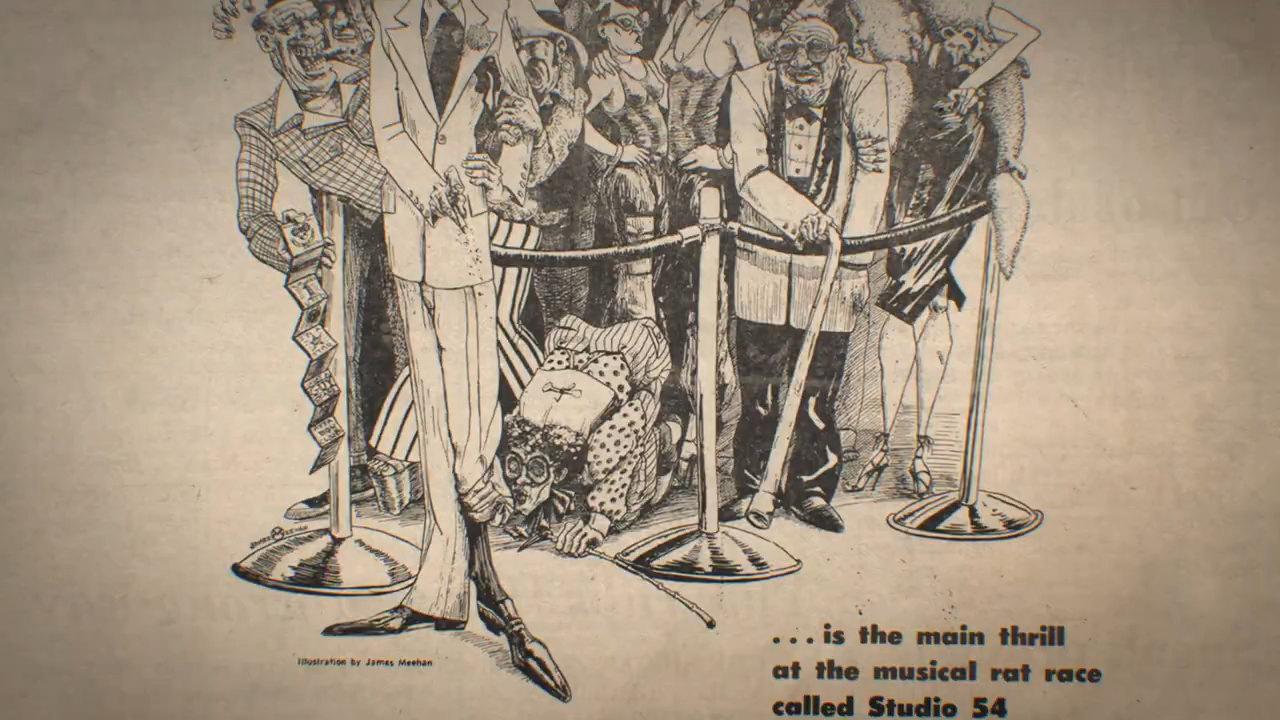 Illustration by James Meehan
...is the main thrill
at the musical rat race
called Studio 54